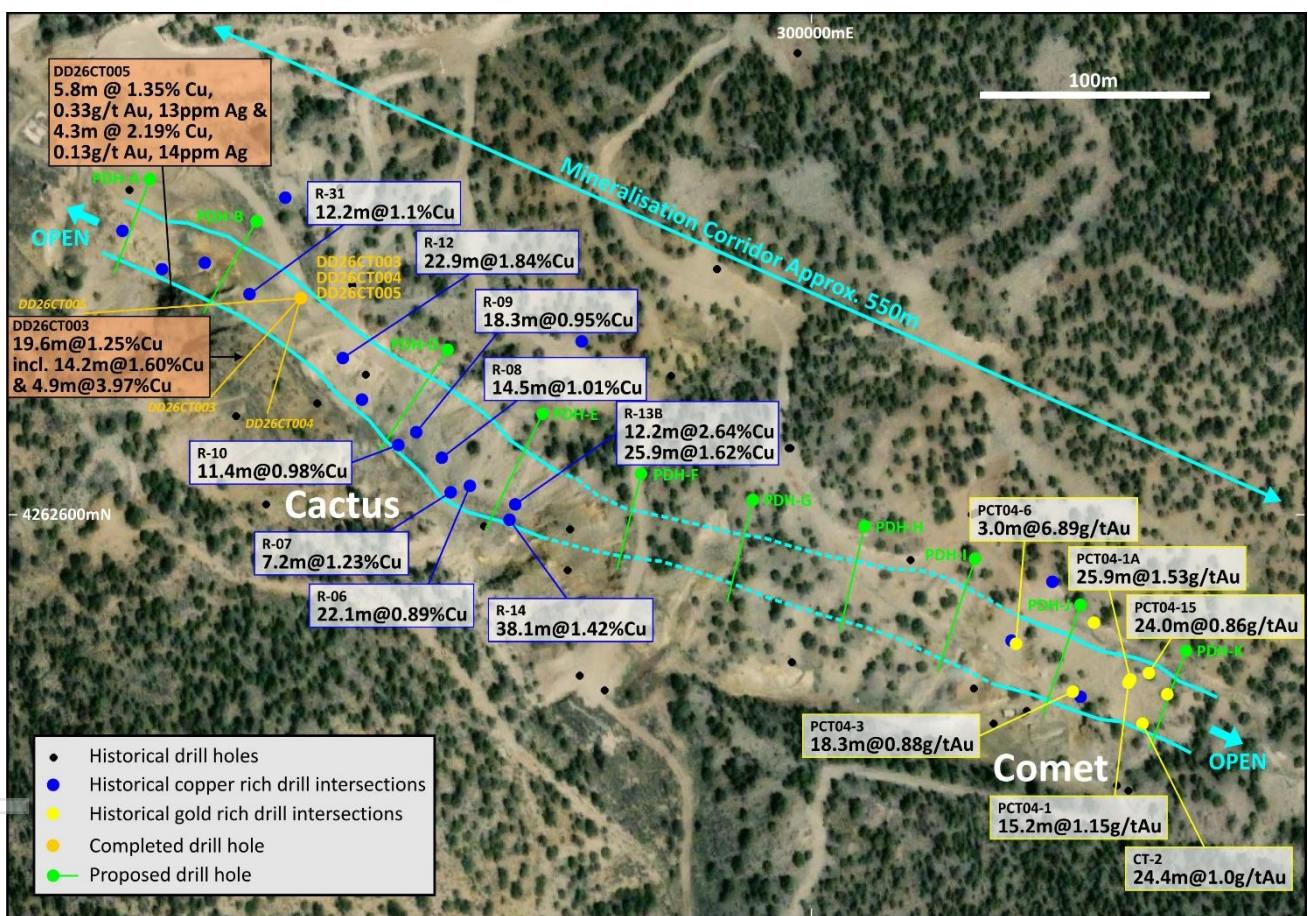 300000mE
100m
DD26CT005
5.8m @ 1.35% Cu,
0.33g/t Au, 13ppm Ag &
4.3m @ 2.19% Cu,
0.13g/t Au, 14ppm Ag
Mineralisation Corridor Approx. 550m
PDH-A
R-31
12.2m@1.1%Cu
PDH-B
OPEN
R-12
22.9m@1.84%Cu
DD26CT003
DD26CT004
DD26CT005
DD26CT005
R-09
18.3m@0.95%Cu
DD26CT003
19.6m@1.25%Cu
incl. 14.2m@1.60%Cu
& 4.9m@3.97%Cu
PDH-D
R-08
14.5m@1.01%Cu
DD26CT003
DD26CT004
PDH-E
R-13B
12.2m@2.64%Cu
25.9m@1.62%Cu
R-10
11.4m@0.98%Cu
PDH-F
Cactus
PDH-G
4262600mN
PDH-H
PCT04-6
3.0m@6.89g/tAu
R-07
7.2m@1.23%Cu
PDH-I
PCT04-1A
25.9m@1.53g/tAu
R-06
22.1m@0.89%Cu
R-14
38.1m@1.42%Cu
PDH-J
PCT04-15
24.0m@0.86g/tAu
PDH-K
PCT04-3
18.3m@0.88g/tAu
Comet
OPEN
PCT04-1
15.2m@1.15g/tAu
CT-2
24.4m@1.0g/tAu
Historical drill holes
Historical copper rich drill intersections
Historical gold rich drill intersections
Completed drill hole
Proposed drill hole